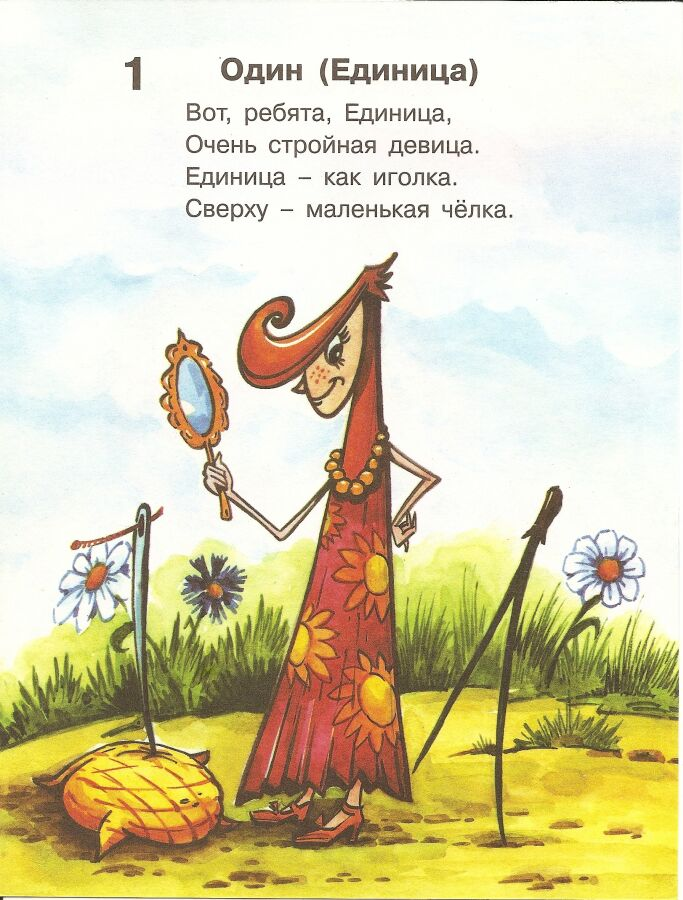 1 Один (Единица)
Вот, ребята, Единица,
Очень стройная девица.
Единица – как иголка.
Сверху – маленькая чёлка.